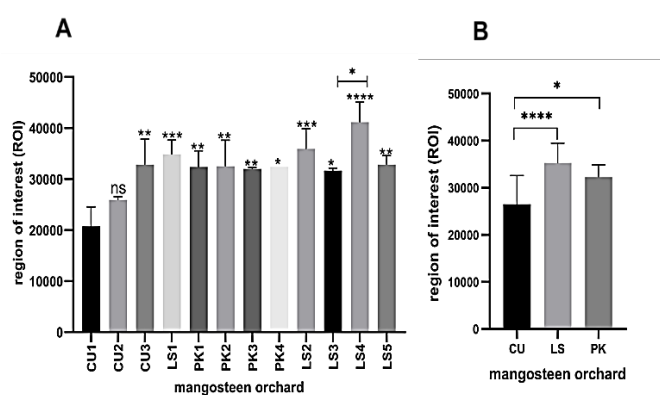 A
region of interest (ROI)
50000
40000
30000
20000
10000
0
ns
**
***
**
**
**
*
***
*
*
****
**
CU1
CU2
CU3
LS1
PK1
PK2
PK3
PK4
LS2
LS3
LS4
LS5
mangosteen orchard
B
region of interest (ROI)
50000
40000
30000
20000
10000
0
*
****
CU
LS
PK
mangosteen orchard